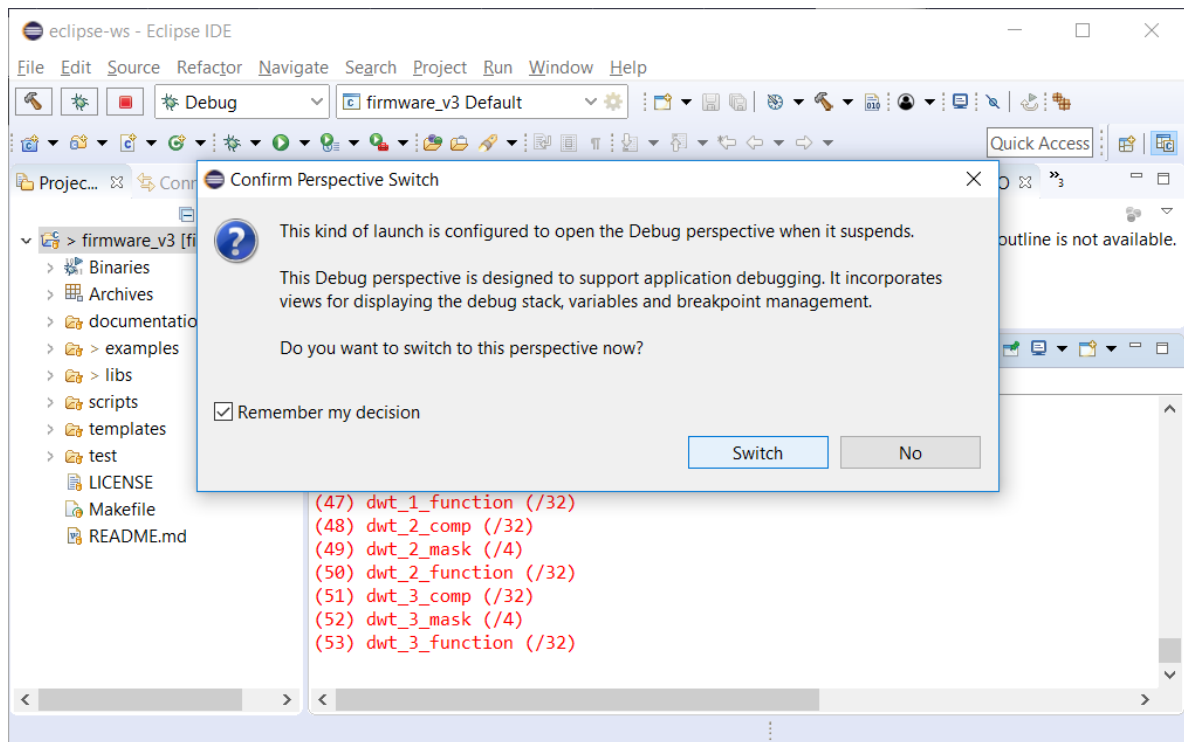 eclipse-ws - Eclipse IDE
File Edit Source Refactor Navigate Search Project Run Window Help
Debug
firmware_v3 Default
Quick Access
Projec...
Conr
3
> firmware_v3 [fi
Binaries
Archives
documentatio
> examples
> libs
scripts
templates
test
LICENSE
Makefile
README.md
Confirm Perspective Switch
This kind of launch is configured to open the Debug perspective when it suspends.
This Debug perspective is designed to support application debugging. It incorporates
views for displaying the debug stack, variables and breakpoint management.
Do you want to switch to this perspective now?
Remember my decision
Switch
No
outline is not available.
(47) dwt_1_function (/32)
(48) dwt_2_comp (/32)
(49) dwt_2_mask (/4)
(50) dwt_2_function (/32)
(51) dwt_3_comp (/32)
(52) dwt_3_mask (/4)
(53) dwt_3_function (/32)